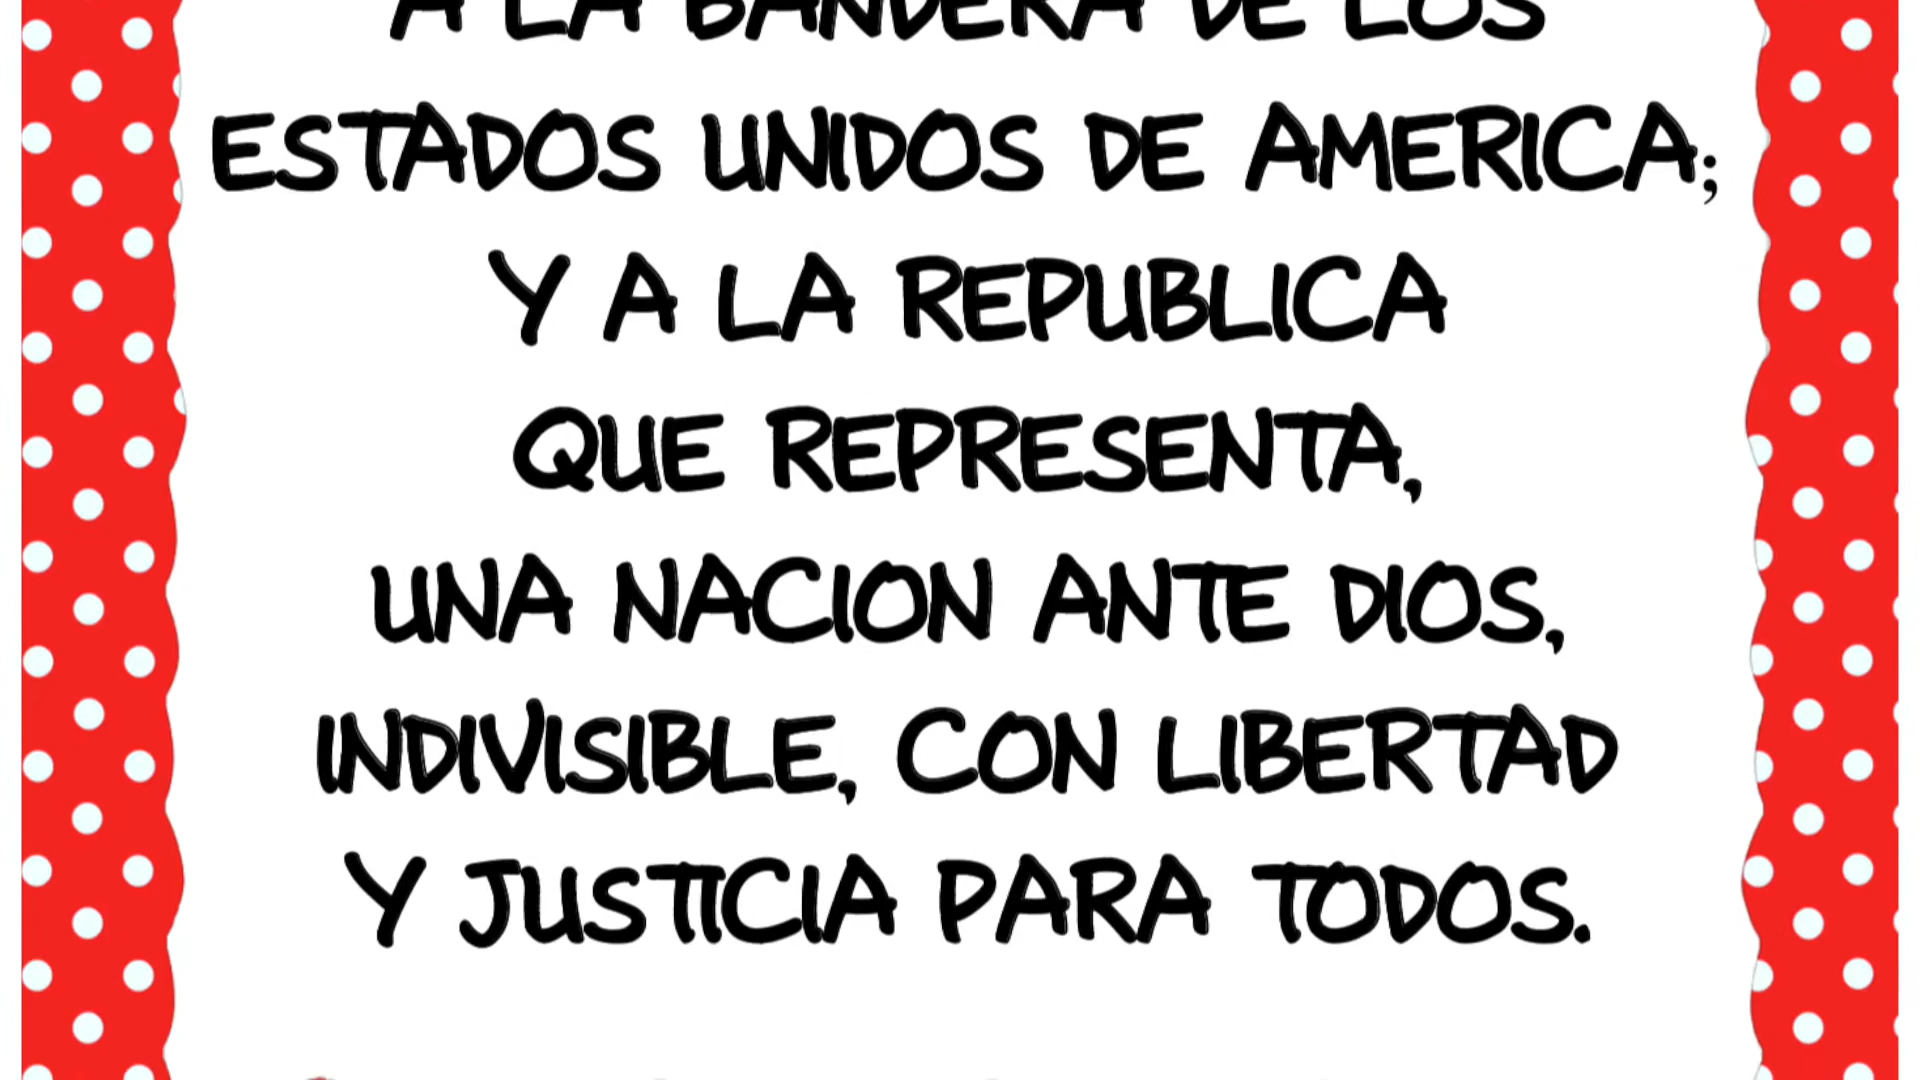 A LA BANDERA DE LOS
ESTADOS UNIDOS DE AMERICA;
Y A LA REPUBLICA
QUE REPRESENTA,
UNA NACION ANTE DIOS,
INDIVISIBLE, CON LIBERTAD
Y JUSTICIA PARA TODOS.